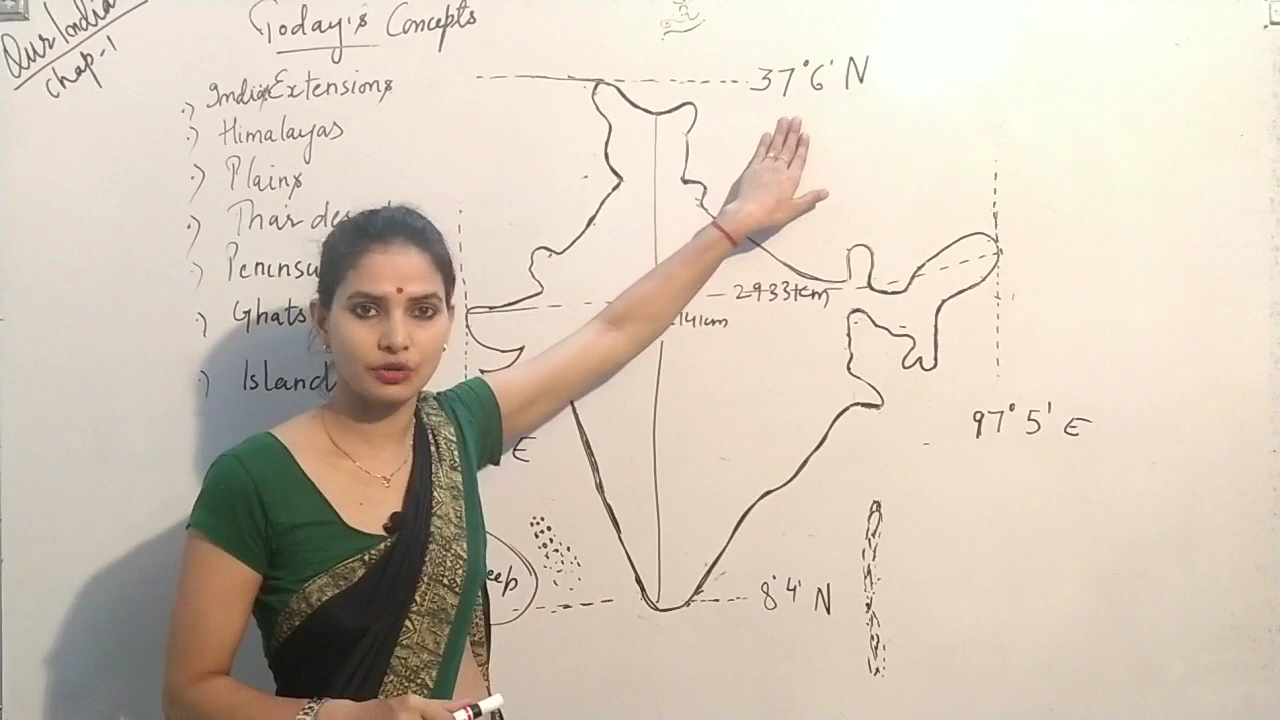 Our India
Chap-1
Today's Concepts
India Extensions
Himalayas
Plains
Thar
Ghats
Island
37°6' N
2933km
97°5' E
E
8°4' N